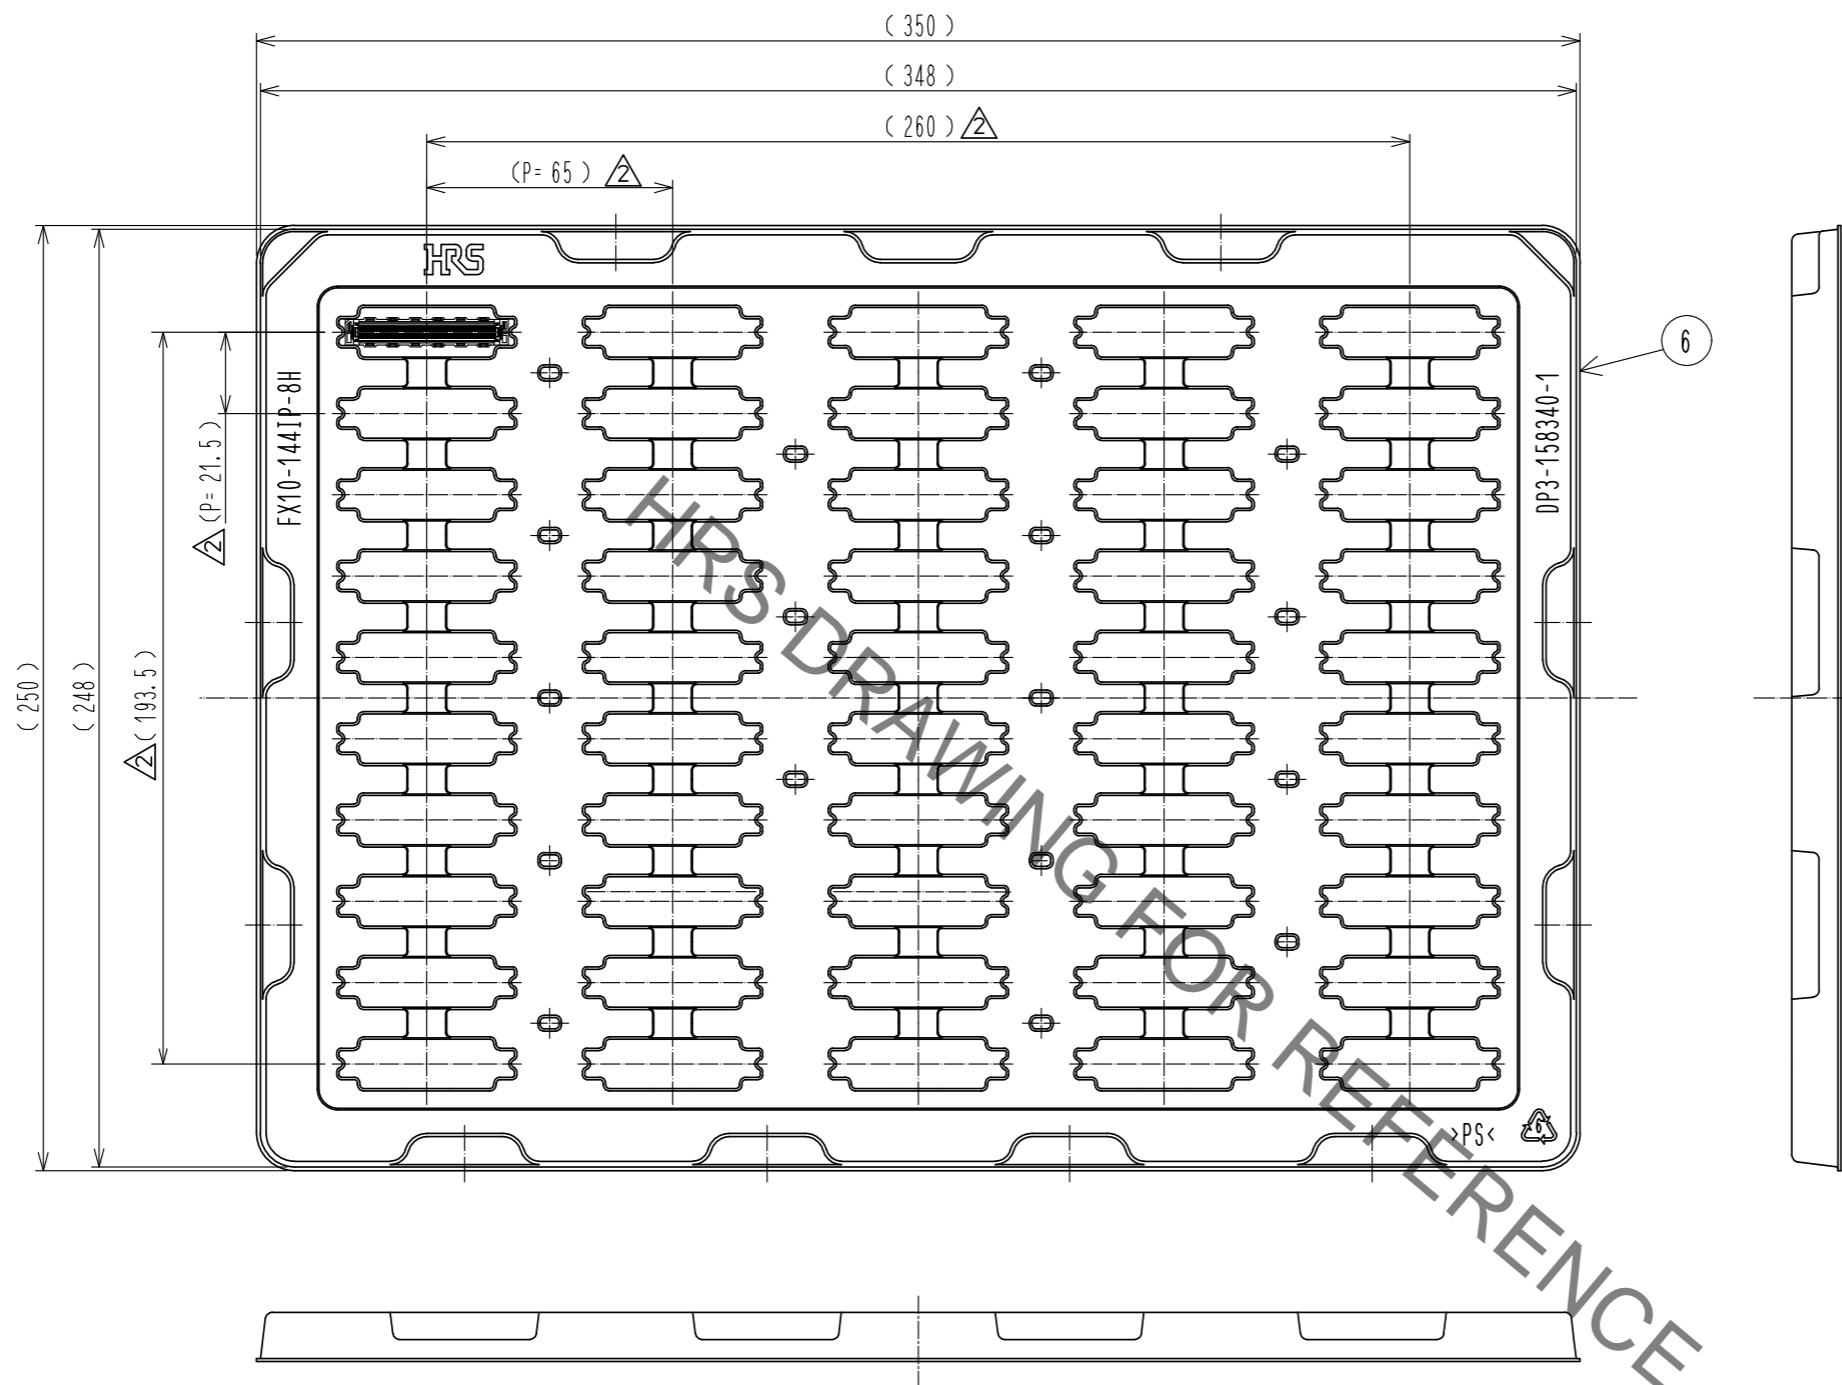 ( 350 )
( 348 )
( 260 ) 2
(P= 65 ) 2
HRS
6
FX10-144IP-8H
DP3-158340-1
2 (P= 21.5 )
( 250 )
( 248 )
2 ( 193.5 )
HRS DRAWING FOR REFERENCE
>PS<
6